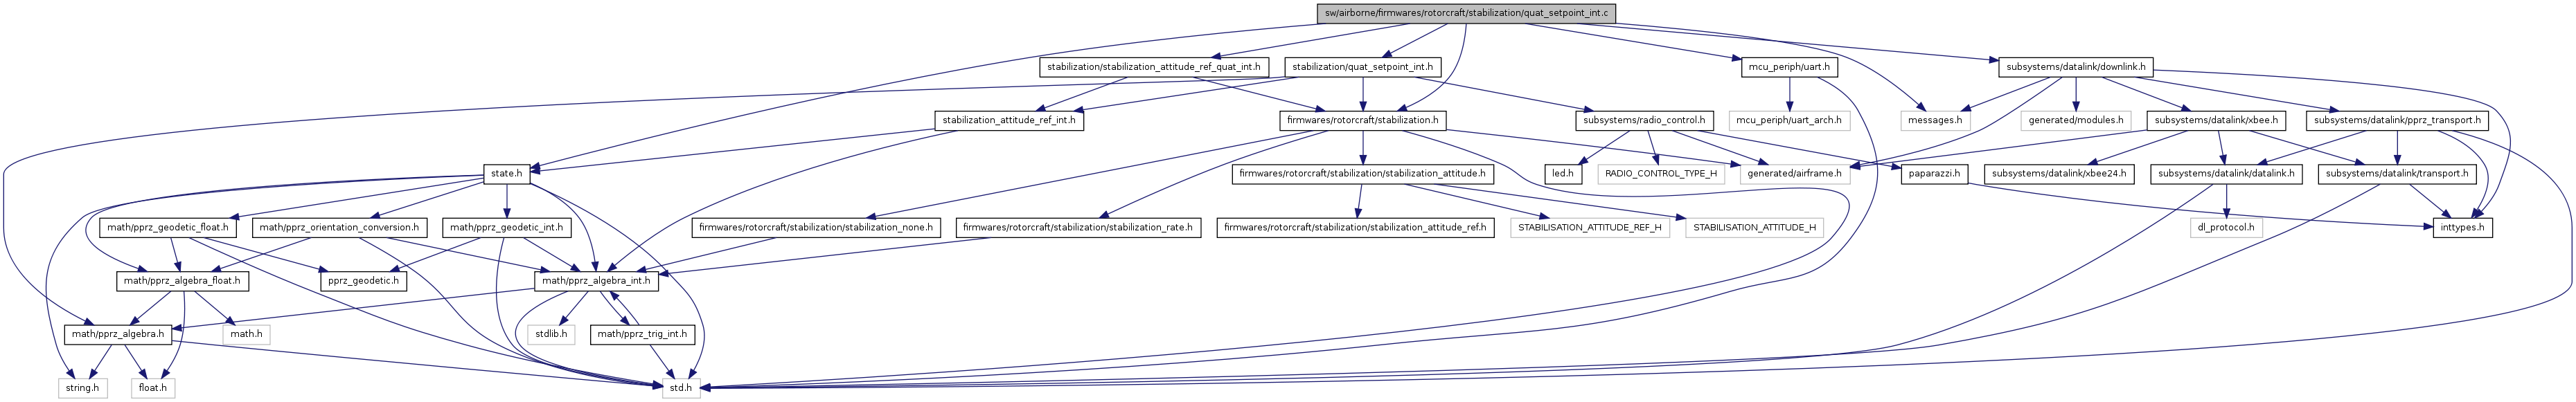 sw/airborne/firmwares/rotorcraft/stabilization/quat_setpoint_int.c
stabilization/stabilization_attitude_ref_quat_int.h
stabilization/quat_setpoint_int.h
mcu_periph/uart.h
subsystems/datalink/downlink.h
stabilization_attitude_ref_int.h
firmwares/rotorcraft/stabilization.h
subsystems/radio_control.h
mcu_periph/uart_arch.h
messages.h
generated/modules.h
subsystems/datalink/xbee.h
subsystems/datalink/pprz_transport.h
state.h
firmwares/rotorcraft/stabilization/stabilization_attitude.h
led.h
RADIO_CONTROL_TYPE_H
generated/airframe.h
paparazzi.h
subsystems/datalink/xbee24.h
subsystems/datalink/datalink.h
subsystems/datalink/transport.h
math/pprz_geodetic_float.h
math/pprz_orientation_conversion.h
math/pprz_geodetic_int.h
firmwares/rotorcraft/stabilization/stabilization_none.h
firmwares/rotorcraft/stabilization/stabilization_rate.h
firmwares/rotorcraft/stabilization/stabilization_attitude_ref.h
STABILISATION_ATTITUDE_REF_H
STABILISATION_ATTITUDE_H
dl_protocol.h
inttypes.h
math/pprz_algebra_float.h
pprz_geodetic.h
math/pprz_algebra_int.h
math/pprz_algebra.h
math.h
stdlib.h
math/pprz_trig_int.h
string.h
float.h
std.h